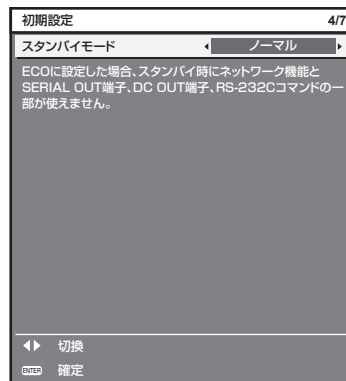 初期設定 4/7
スタンバイモード ノーマル
ECOに設定した場合、スタンバイ時にネットワーク機能と
SERIAL OUT端子、DC OUT端子、RS-232Cコマンドの一
部が使えません。
切換
ENTER 確定